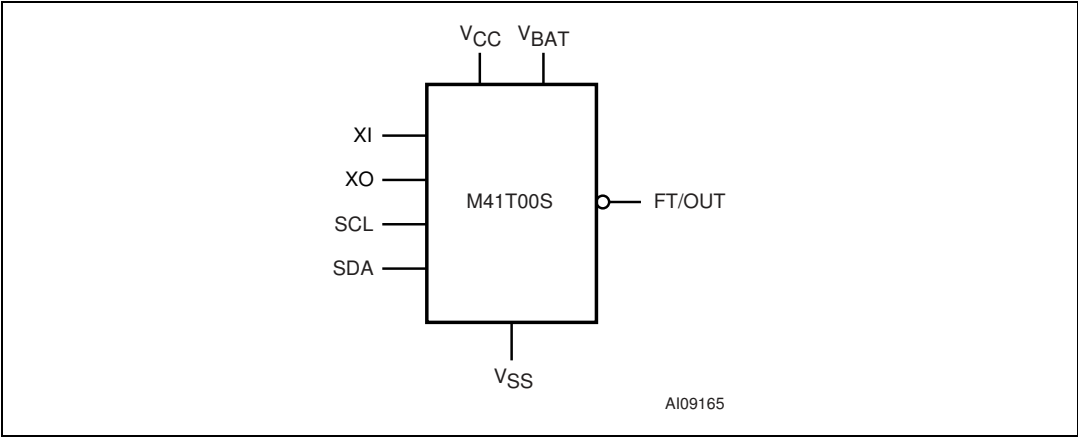 VCC VBAT
XI
XO
M41T00S
FT/OUT
SCL
SDA
VSS
AI09165